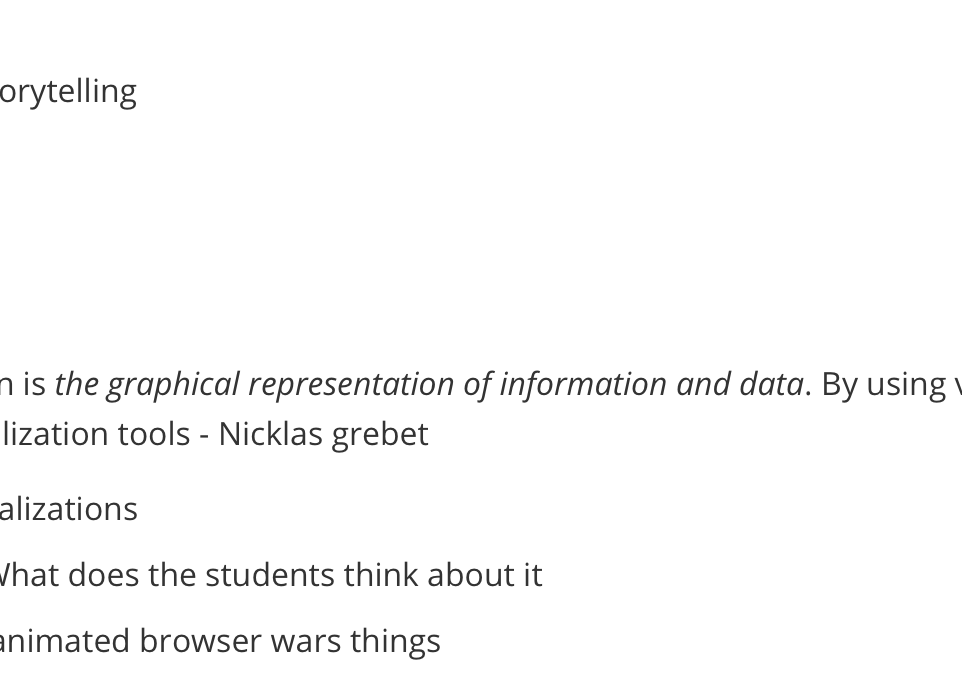 orytelling
n is the graphical representation of information and data. By using v
lization tools - Nicklas grebet
alizations
What does the students think about it
animated browser wars things